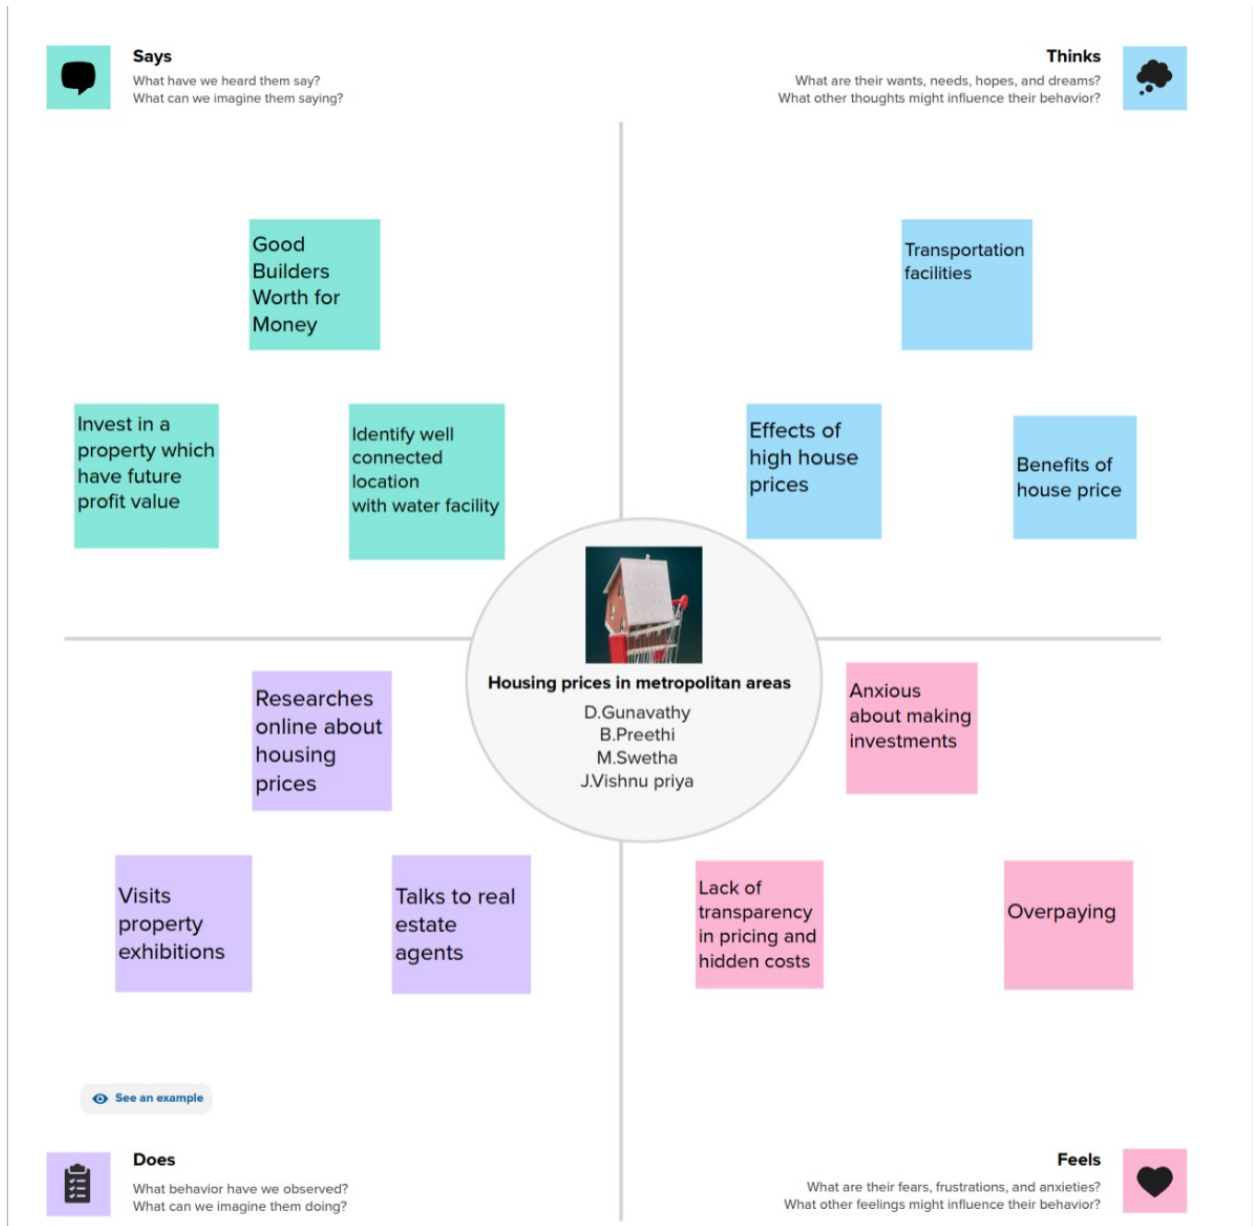 Says
What have we heard them say?
What can we imagine them saying?
Thinks
What are their wants, needs, hopes, and dreams?
What other thoughts might influence their behavior?
Good
Builders
Worth for
Money
Invest in a
property which
have future
profit value
Identify well
connected
location
with water facility
Transportation
facilities
Effects of
high house
prices
Benefits of
house price
Housing prices in metropolitan areas
D.Gunavathy
B.Preethi
M.Swetha
J.Vishnu priya
Researches
online about
housing
prices
Visits
property
exhibitions
Talks to real
estate
agents
Anxious
about making
investments
Lack of
transparency
in pricing and
hidden costs
Overpaying
See an example
Does
What behavior have we observed?
What can we imagine them doing?
Feels
What are their fears, frustrations, and anxieties?
What other feelings might influence their behavior?